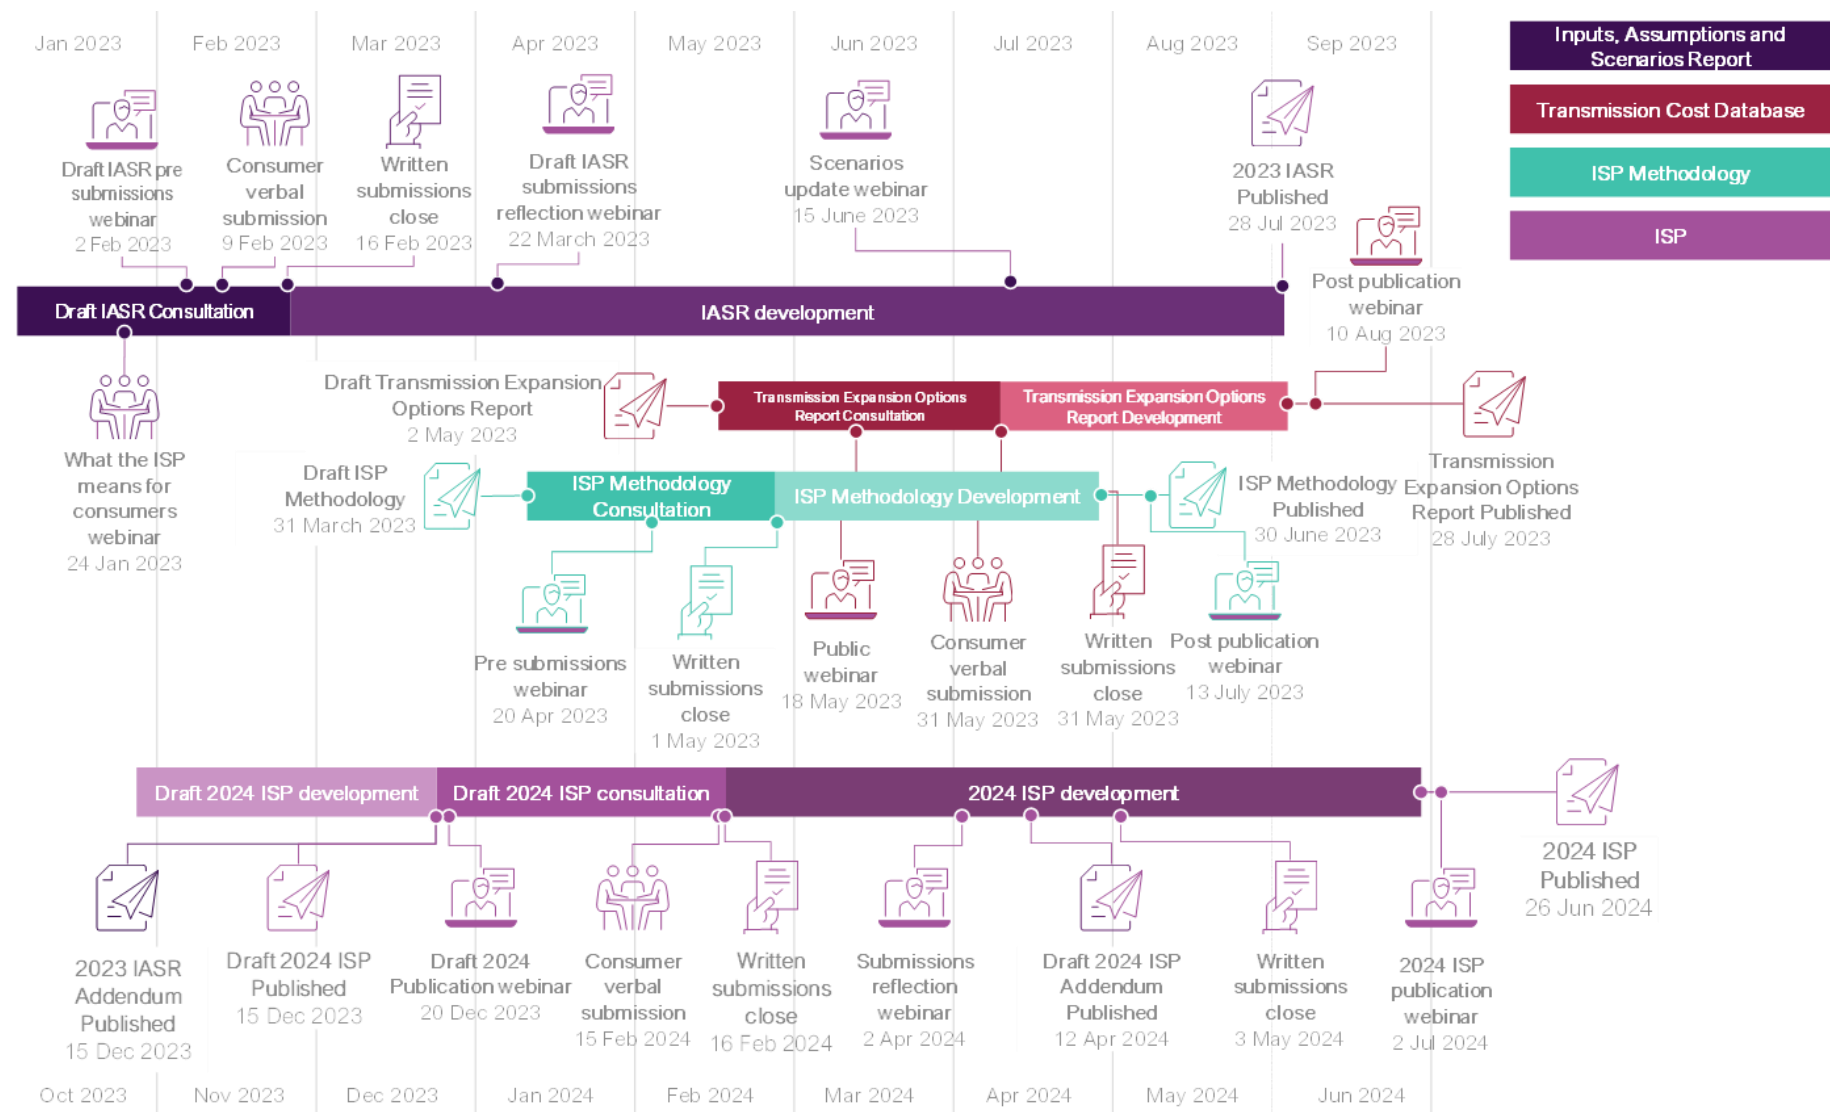 Jan 2023
Feb 2023
Mar 2023
Apr 2023
May 2023
Jun 2023
Jul 2023
Aug 2023
Sep 2023
Inputs, Assumptions and
Scenarios Report
Transmission Cost Database
ISP Methodology
ISP
Draft IASR pre
submissions
webinar
2 Feb 2023
Consumer
verbal
submission
9 Feb 2023
Written
submissions
close
16 Feb 2023
Draft IASR
submissions
reflection webinar
22 March 2023
Scenarios
update webinar
15 June 2023
2023 IASR
Published
28 Jul 2023
Post publication
webinar
10 Aug 2023
Draft IASR Consultation
IASR development
What the ISP
means for
consumers
webinar
24 Jan 2023
Draft Transmission Expansion
Options Report
2 May 2023
Transmission Expansion Options
Report Consultation
Transmission Expansion Options
Report Development
Transmission
Expansion Options
Report Published
28 July 2023
Draft ISP
Methodology
31 March 2023
ISP Methodology
Consultation
ISP Methodology Development
ISP Methodology
Published
30 June 2023
Pre submissions
webinar
20 Apr 2023
Written
submissions
close
1 May 2023
Public
webinar
18 May 2023
Consumer
verbal
submission
31 May 2023
Written
submissions
close
31 May 2023
Post publication
webinar
13 July 2023
Draft 2024 ISP development
Draft 2024 ISP consultation
2024 ISP development
2024 ISP
Published
26 Jun 2024
2023 IASR
Addendum
Published
15 Dec 2023
Draft 2024 ISP
Published
15 Dec 2023
Draft 2024
Publication webinar
20 Dec 2023
Consumer
verbal
submission
15 Feb 2024
Written
submissions
close
16 Feb 2024
Submissions
reflection
webinar
2 Apr 2024
Draft 2024 ISP
Addendum
Published
12 Apr 2024
Written
submissions
close
3 May 2024
2024 ISP
publication
webinar
2 Jul 2024
Oct 2023
Nov 2023
Dec 2023
Jan 2024
Feb 2024
Mar 2024
Apr 2024
May 2024
Jun 2024